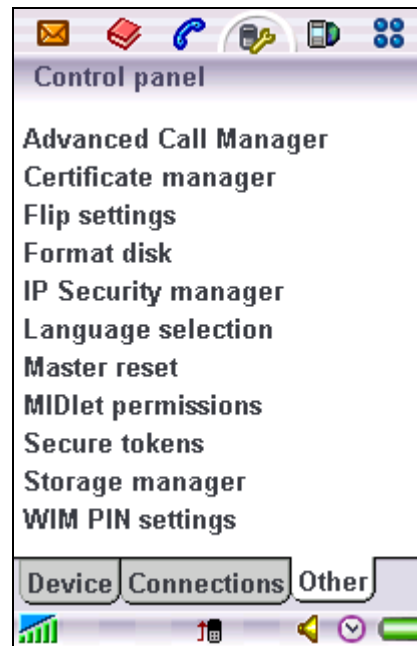 Control panel
Advanced Call Manager
Certificate manager
Flip settings
Format disk
IP Security manager
Language selection
Master reset
MIDlet permissions
Secure tokens
Storage manager
WIM PIN settings
Device Connections Other